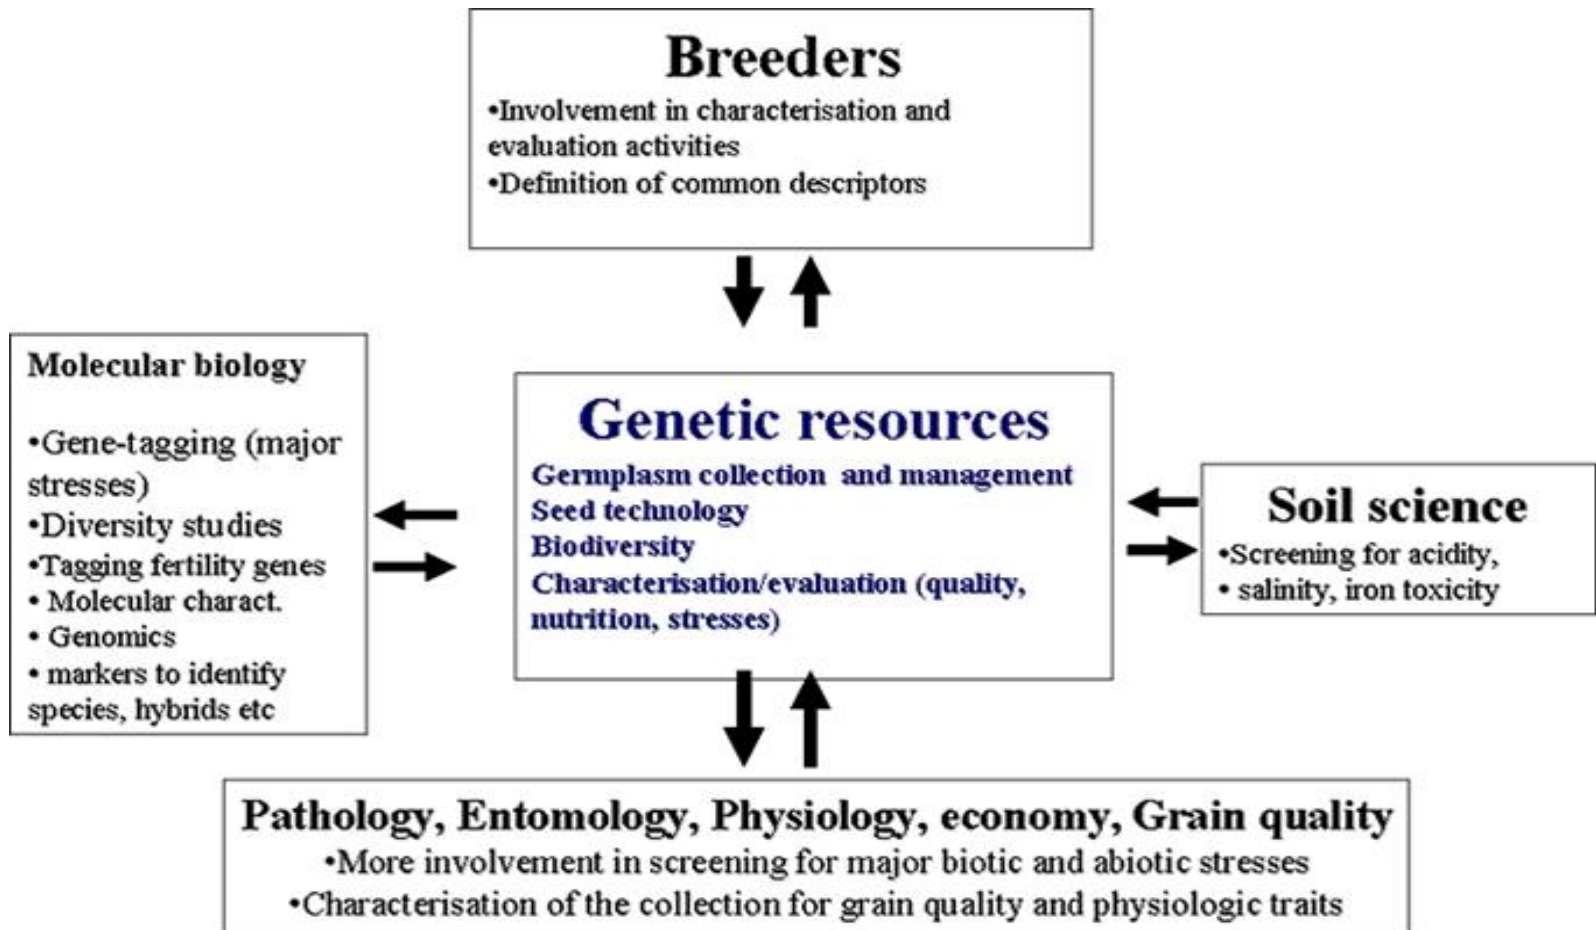 Breeders
•Involvement in characterisation and
evaluation activities
•Definition of common descriptors
Molecular biology
•Gene-tagging (major
stresses)
•Diversity studies
•Tagging fertility genes
• Molecular charact.
• Genomics
• markers to identify
species, hybrids etc
Genetic resources
Germplasm collection and management
Seed technology
Biodiversity
Characterisation/evaluation (quality,
nutrition, stresses)
Soil science
•Screening for acidity,
• salinity, iron toxicity
Pathology, Entomology, Physiology, economy, Grain quality
•More involvement in screening for major biotic and abiotic stresses
•Characterisation of the collection for grain quality and physiologic traits